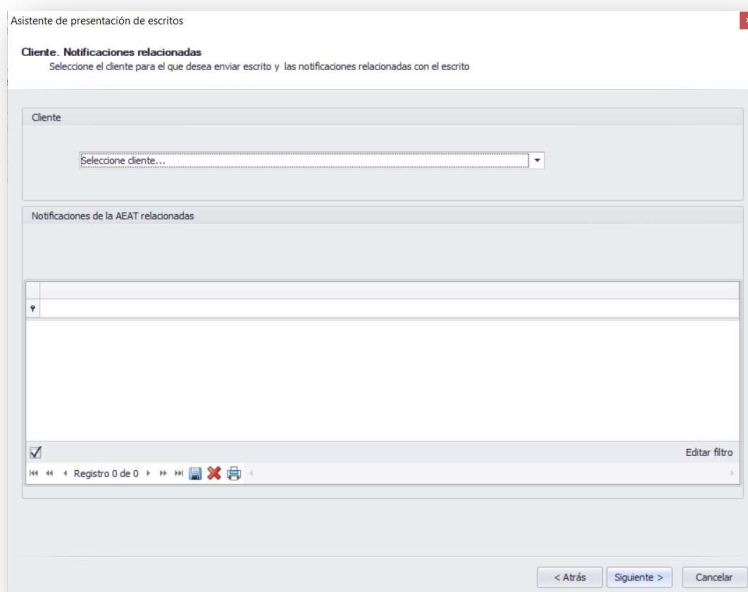 Asistente de presentación de escritos
Cliente. Notificaciones relacionadas
Seleccione el cliente para el que desea enviar escrito y las notificaciones relacionadas con el escrito
Cliente
Seleccione cliente...
Notificaciones de la AEAT relacionadas
Editar filtro
Registro 0 de 0
< Atrás Siguiente > Cancelar